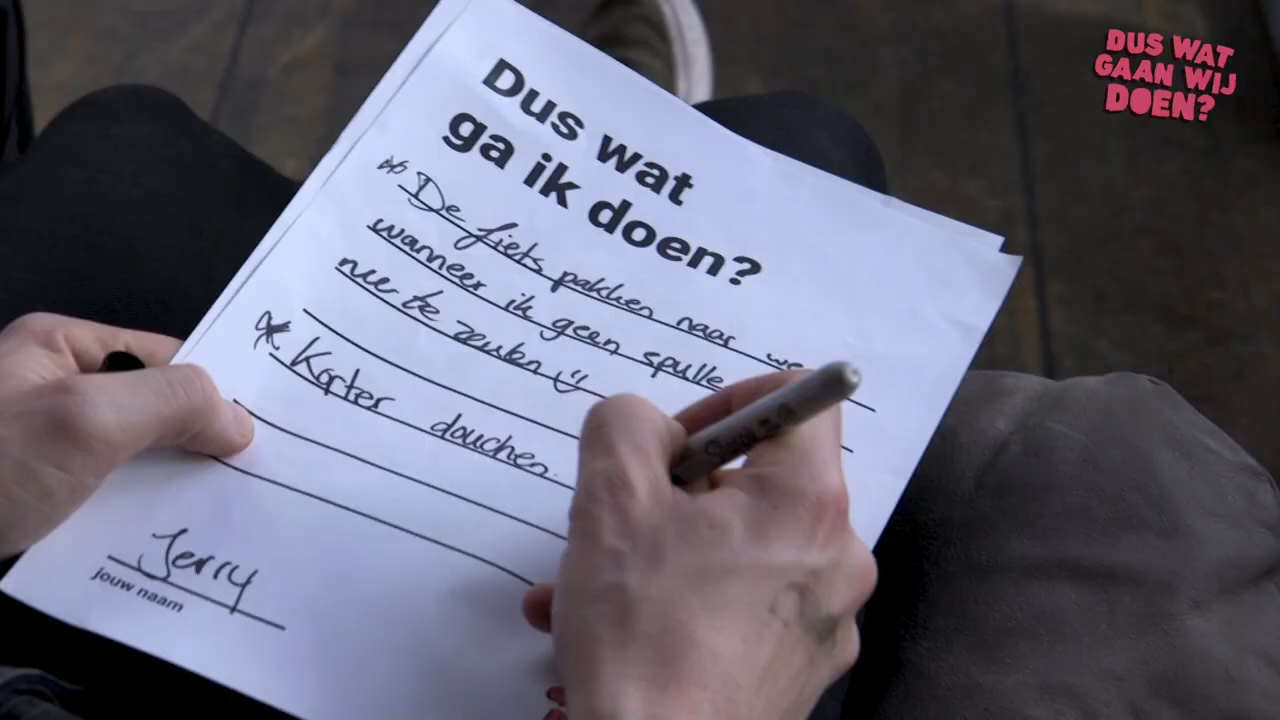 DUS WAT
GAAN WIJ
DOEN?
Dus wat
ga ik doen?
* De fiets pakken naar we
wanneer ik geen spulle
mee te zeulen
* Korter douchen.
Jerry
jouw naam